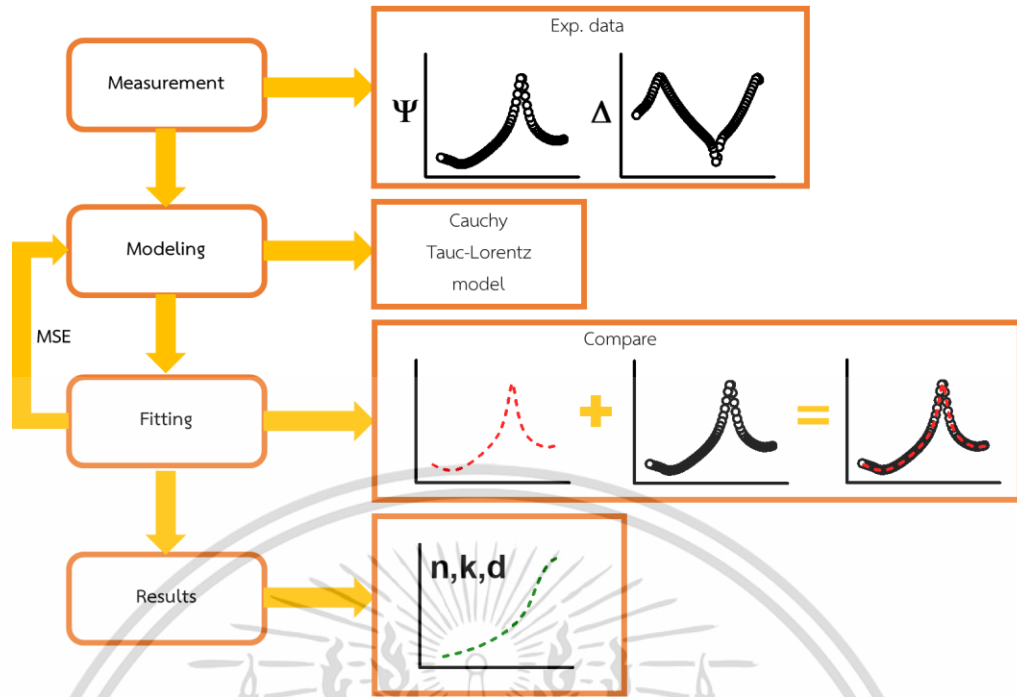 Exp. data
Measurement
Ψ
Δ
Modeling
Cauchy
Tauc-Lorentz
model
MSE
Compare
Fitting
+
=
Results
n,k,d